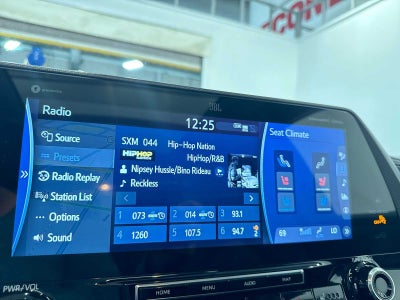 JBL
Radio
12:25
Seat Climate
Source
Presets
Radio Replay
Station List
Options
Sound
SXM 044 Hip-Hop Nation
HIPHOP
HipHop/R&B
Nipsey Hussle/Bino Rideau
Reckless
1 073 2 014 3 93.1
4 1260 5 107.5 6 94.7
69 LO
PWR/VOL
HOME MENU AUDIO MAP